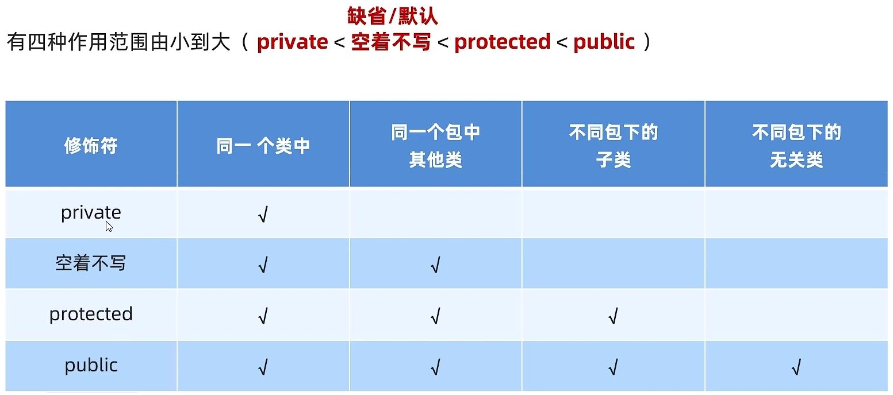 缺省/默认
有四种作用范围由小到大（ private < 空着不写 < protected < public ）
修饰符 同一 个类中 同一个包中 其他类 不同包下的 子类 不同包下的 无关类
private √
空着不写 √ √
protected √ √ √
public √ √ √ √